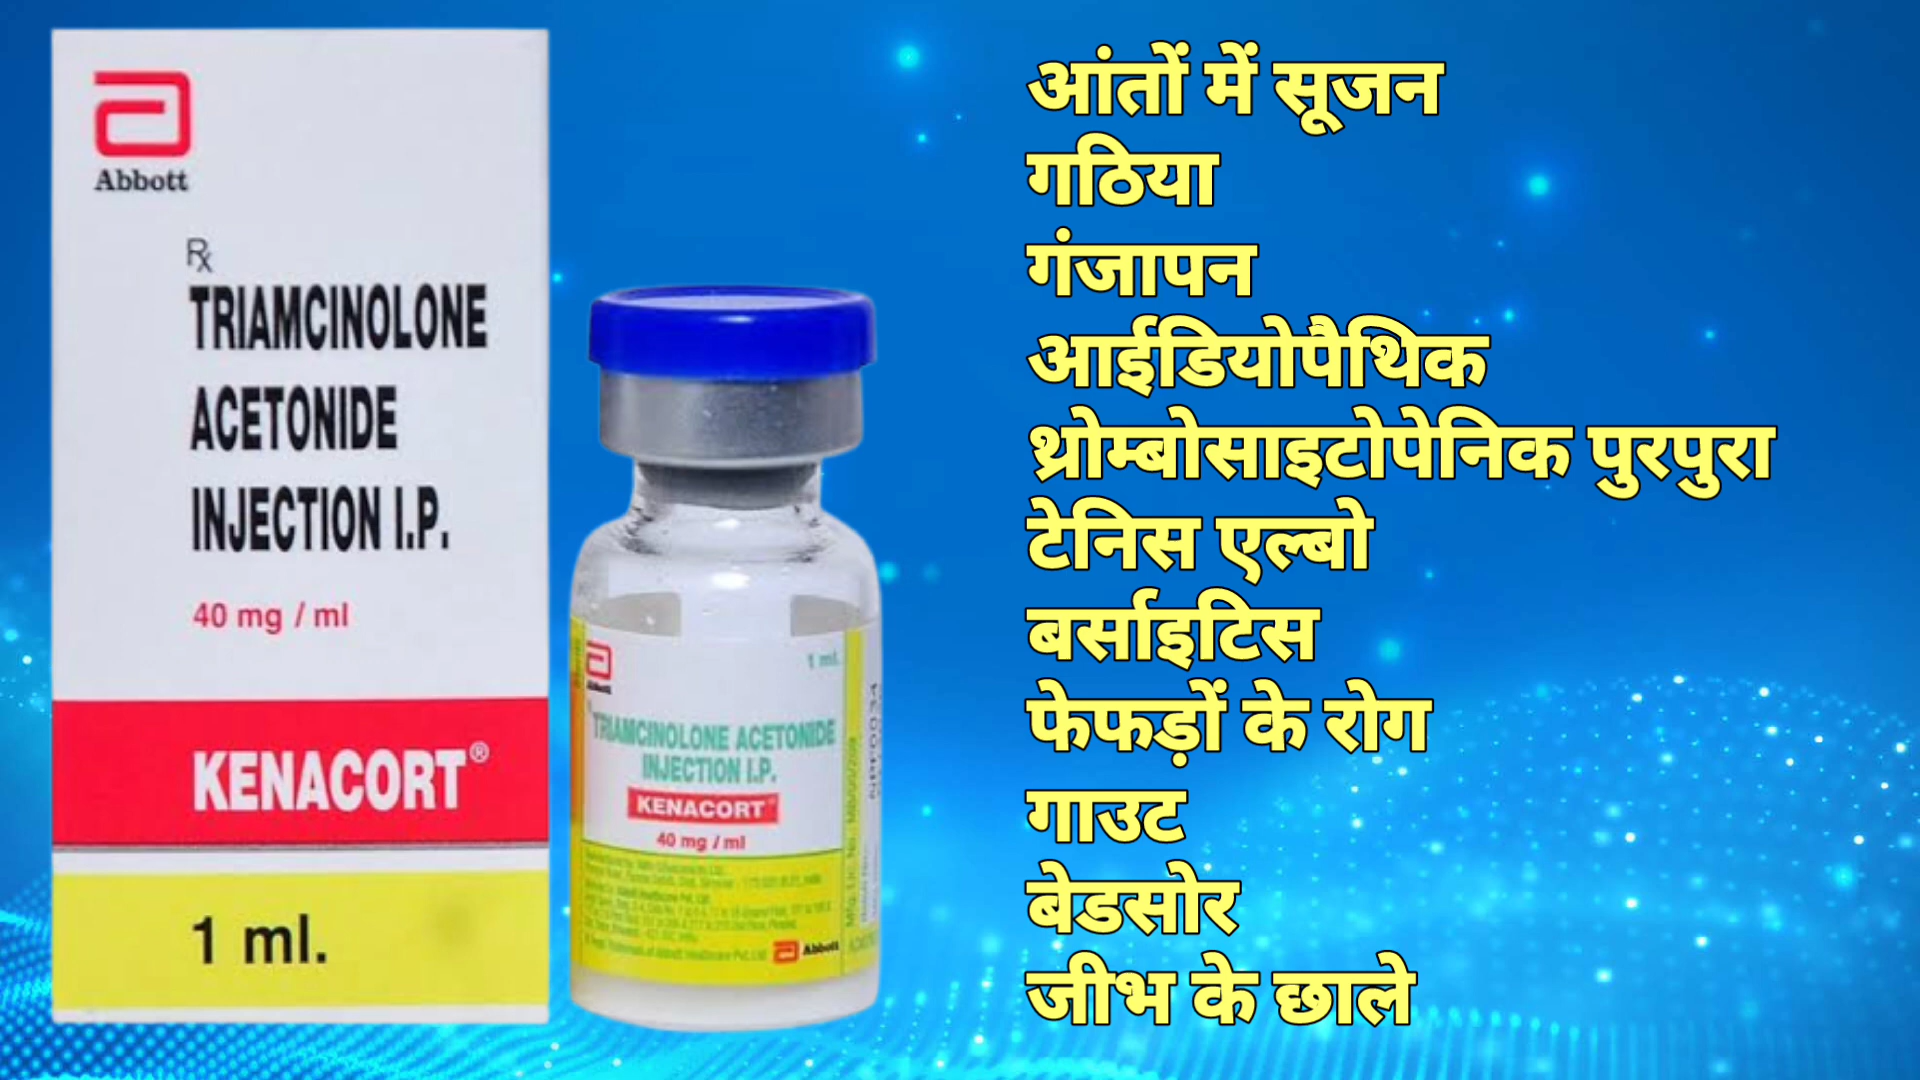 Abbott
Rx
TRIAMCINOLONE
ACETONIDE
INJECTION I.P.
40 mg / ml
KENACORT®
1 ml.
1 ml.
TRIAMCINOLONE ACETONIDE
INJECTION I.P.
KENACORT
40 mg / ml
Abbott
आंतों में सूजन
गठिया
गंजापन
आईडियोपैथिक
थ्रोम्बोसाइटोपेनिक पुरपुरा
टेनिस एल्बो
बर्साइटिस
फेफड़ों के रोग
गाउट
बेडसोर
जीभ के छाले